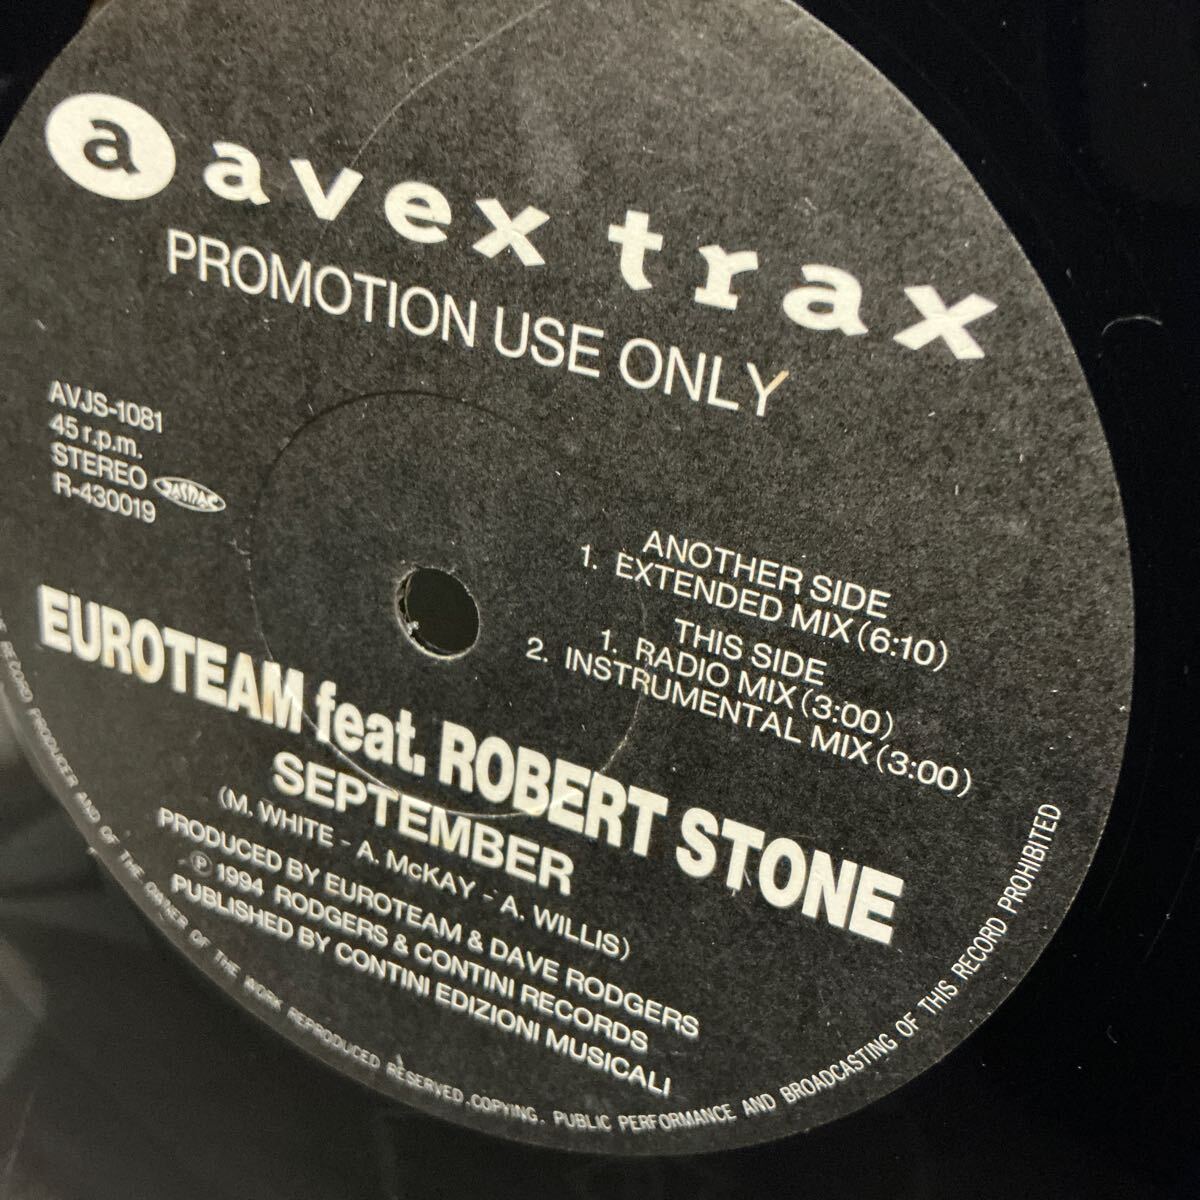 a avex trax
PROMOTION USE ONLY
AVJS-1081
45 r.p.m.
STEREO JASRAC
R-430019
ANOTHER SIDE
1. EXTENDED MIX (6:10)
THIS SIDE
1. RADIO MIX (3:00)
2. INSTRUMENTAL MIX (3:00)
EUROTEAM feat. ROBERT STONE
SEPTEMBER
(M. WHITE - A. McKAY - A. WILLIS)
PRODUCED BY EUROTEAM & DAVE RODGERS
℗ 1994 RODGERS & CONTINI RECORDS
PUBLISHED BY CONTINI EDIZIONI MUSICALI
RECORD PRODUCER AND OF THE OWNER OF THE WORK REPRODUCED RESERVED. COPYING. PUBLIC PERFORMANCE AND BROADCASTING OF THIS RECORD PROHIBITED